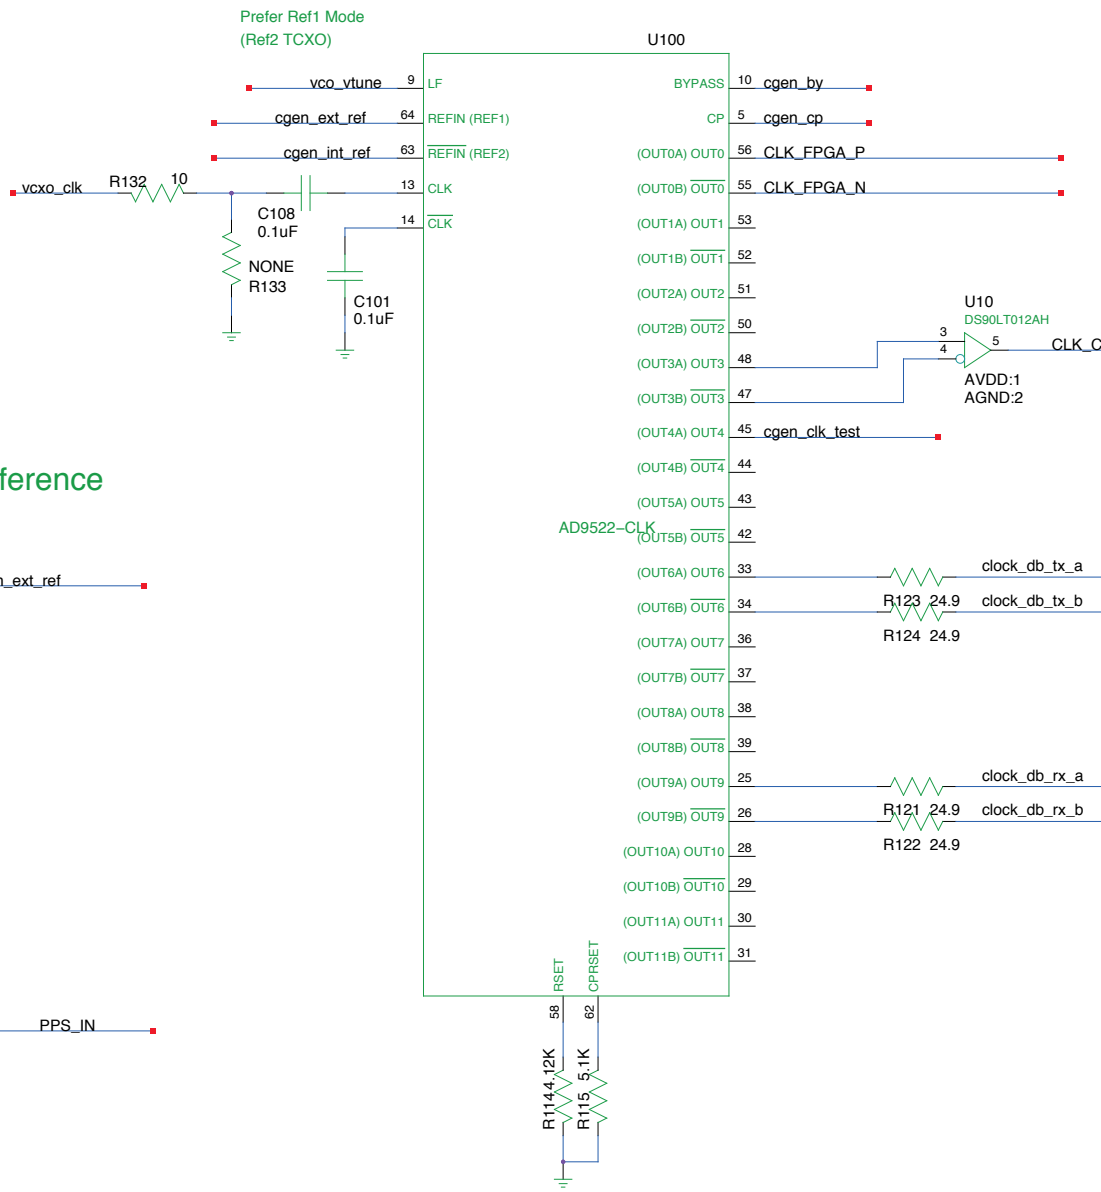 Prefer Ref1 Mode
(Ref2 TCXO)
U100
vco_vtune 9 LF
BYPASS 10 cgen_by
cgen_ext_ref 64 REFIN (REF1)
CP 5 cgen_cp
cgen_int_ref 63 REFIN (REF2)
(OUT0A) OUT0 56 CLK_FPGA_P
vcxo_clk R132 10 13 CLK
(OUT0B) OUT0 55 CLK_FPGA_N
C108
0.1uF
14 CLK
(OUT1A) OUT1 53
(OUT1B) OUT1 52
NONE
R133
(OUT2A) OUT2 51
C101
0.1uF
(OUT2B) OUT2 50
U10
DS90LT012AH
3
4
5 CLK_C
(OUT3A) OUT3 48
AVDD:1
AGND:2
(OUT3B) OUT3 47
(OUT4A) OUT4 45 cgen_clk_test
(OUT4B) OUT4 44
ference
(OUT5A) OUT5 43
AD9522-CLK
(OUT5B) OUT5 42
_ext_ref
(OUT6A) OUT6 33 clock_db_tx_a
R123 24.9
(OUT6B) OUT6 34 clock_db_tx_b
R124 24.9
(OUT7A) OUT7 36
(OUT7B) OUT7 37
(OUT8A) OUT8 38
(OUT8B) OUT8 39
(OUT9A) OUT9 25 clock_db_rx_a
R121 24.9
(OUT9B) OUT9 26 clock_db_rx_b
R122 24.9
(OUT10A) OUT10 28
(OUT10B) OUT10 29
(OUT11A) OUT11 30
(OUT11B) OUT11 31
RSET
CPRSET
58
62
PPS_IN
R114 4.12K
R115 5.1K